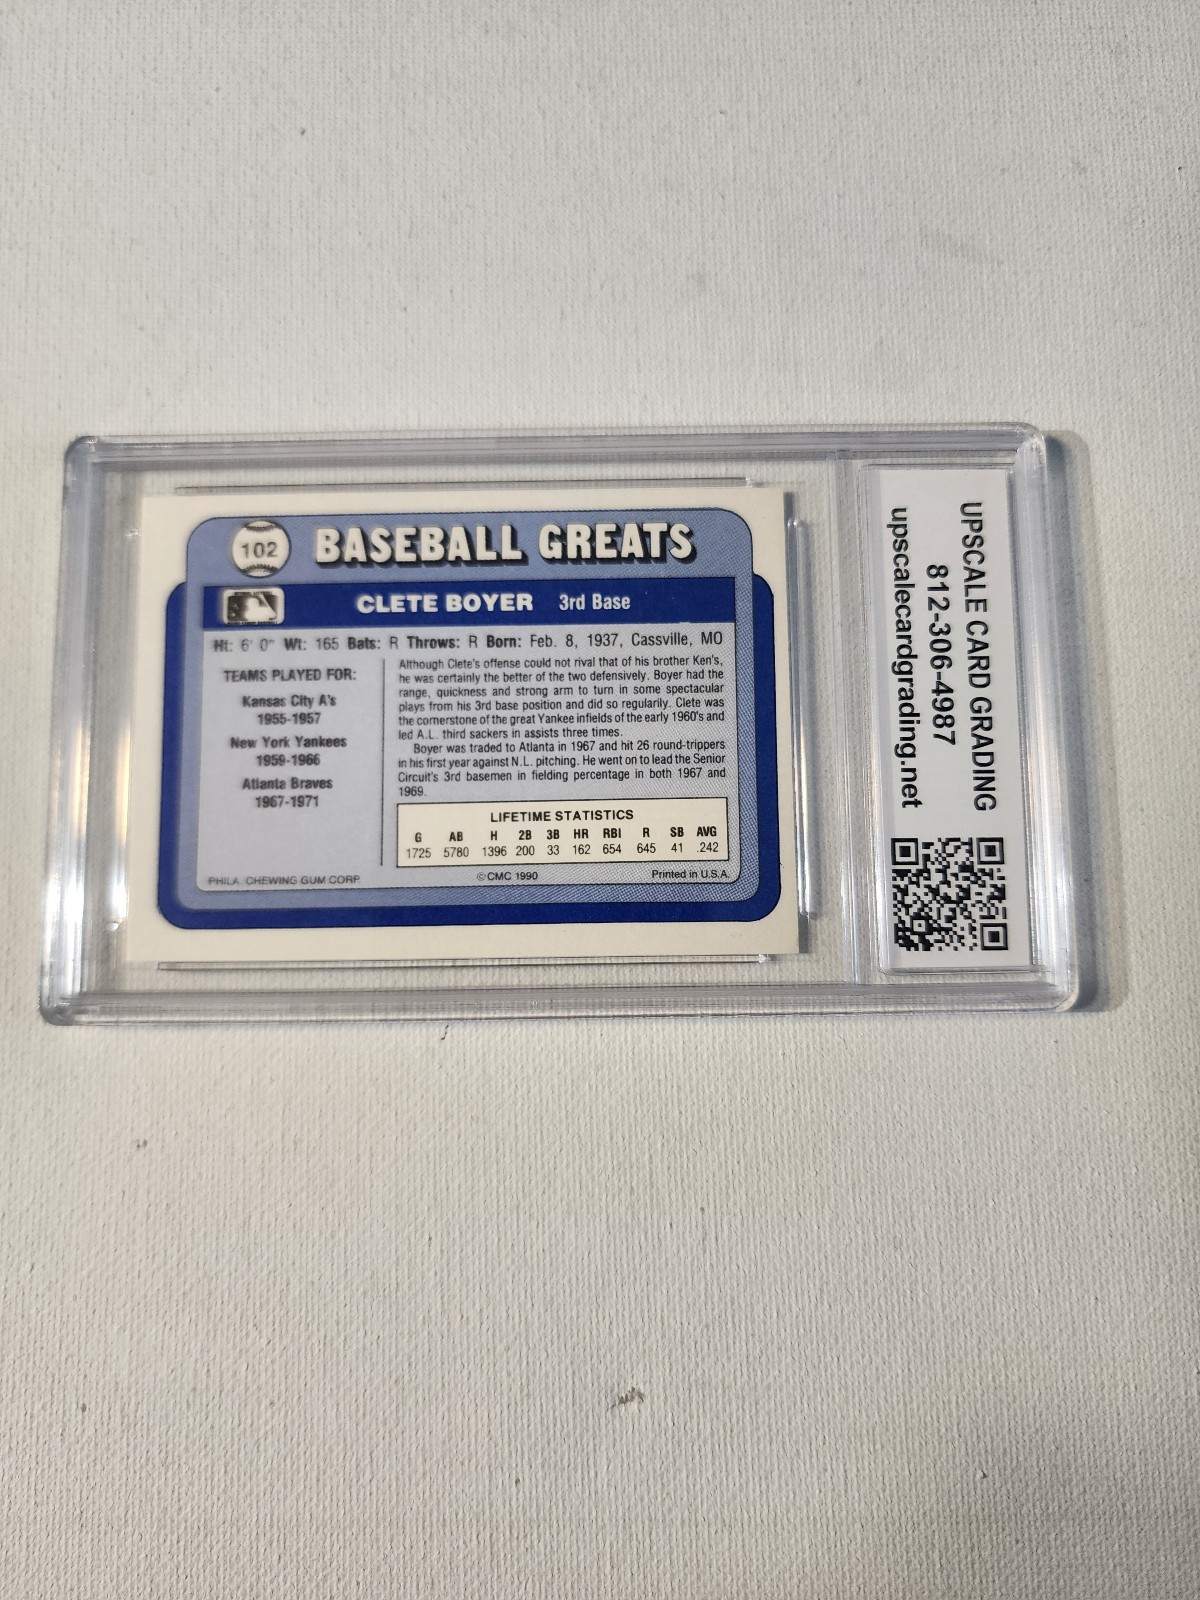 102
BASEBALL GREATS
CLETE BOYER 3rd Base
Ht: 6' 0" Wt: 165 Bats: R Throws: R Born: Feb. 8, 1937, Cassville, MO
TEAMS PLAYED FOR:
Kansas City A's
1955-1957
New York Yankees
1959-1966
Atlanta Braves
1967-1971
Although Clete's offense could not rival that of his brother Ken's,
he was certainly the better of the two defensively. Boyer had the
range, quickness and strong arm to turn in some spectacular
plays from his 3rd base position and did so regularly. Clete was
the cornerstone of the great Yankee infields of the early 1960's and
led A.L. third sackers in assists three times.
Boyer was traded to Atlanta in 1967 and hit 26 round-trippers
in his first year against N.L. pitching. He went on to lead the Senior
Circuit's 3rd basemen in fielding percentage in both 1967 and
1969.
LIFETIME STATISTICS
G AB H 2B 3B HR RBI R SB AVG
1725 5780 1396 200 33 162 654 645 41 .242
PHILA. CHEWING GUM CORP. ©CMC 1990 Printed in U.S.A.
UPSCALE CARD GRADING
812-306-4987
upscalecardgrading.net